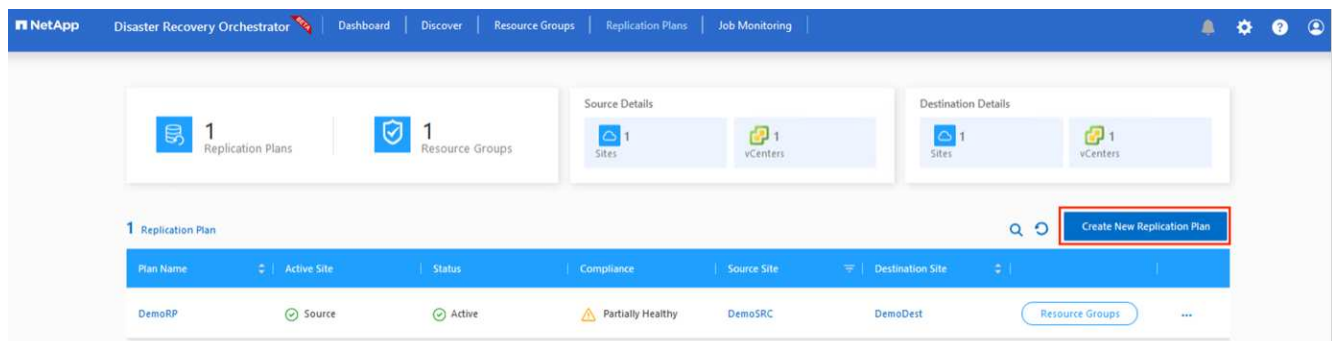 NetApp Disaster Recovery Orchestrator Dashboard Discover Resource Groups Replication Plans Job Monitoring
Source Details Destination Details
1 Replication Plans
1 Resource Groups
1 Sites
1 vCenters
1 Sites
1 vCenters
1 Replication Plan
Create New Replication Plan
Plan Name Active Site Status Compliance Source Site Destination Site
DemoRP Source Active Partially Healthy DemoSRC DemoDest Resource Groups ...